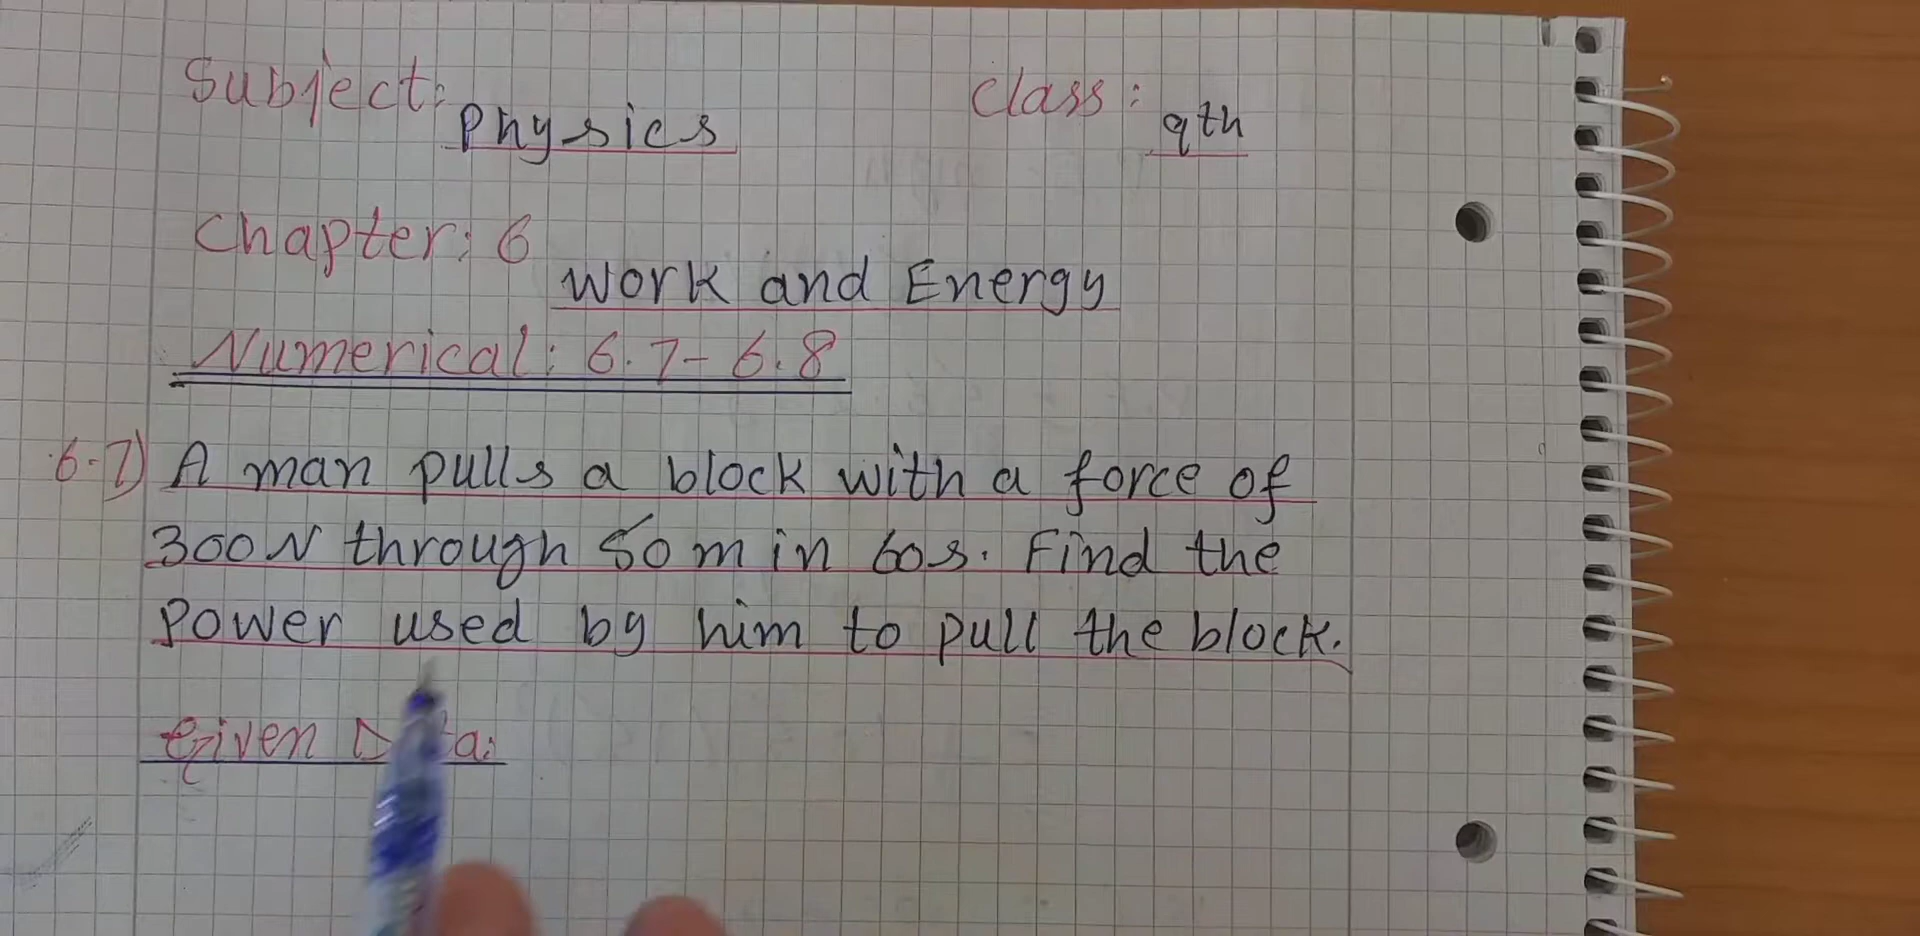 Subject: Physics
Class: 9th
Chapter: 6
Work and Energy
Numerical: 6.7-6.8
6.7) A man pulls a block with a force of
300N through 50m in 60s. Find the
Power used by him to pull the block.
Given